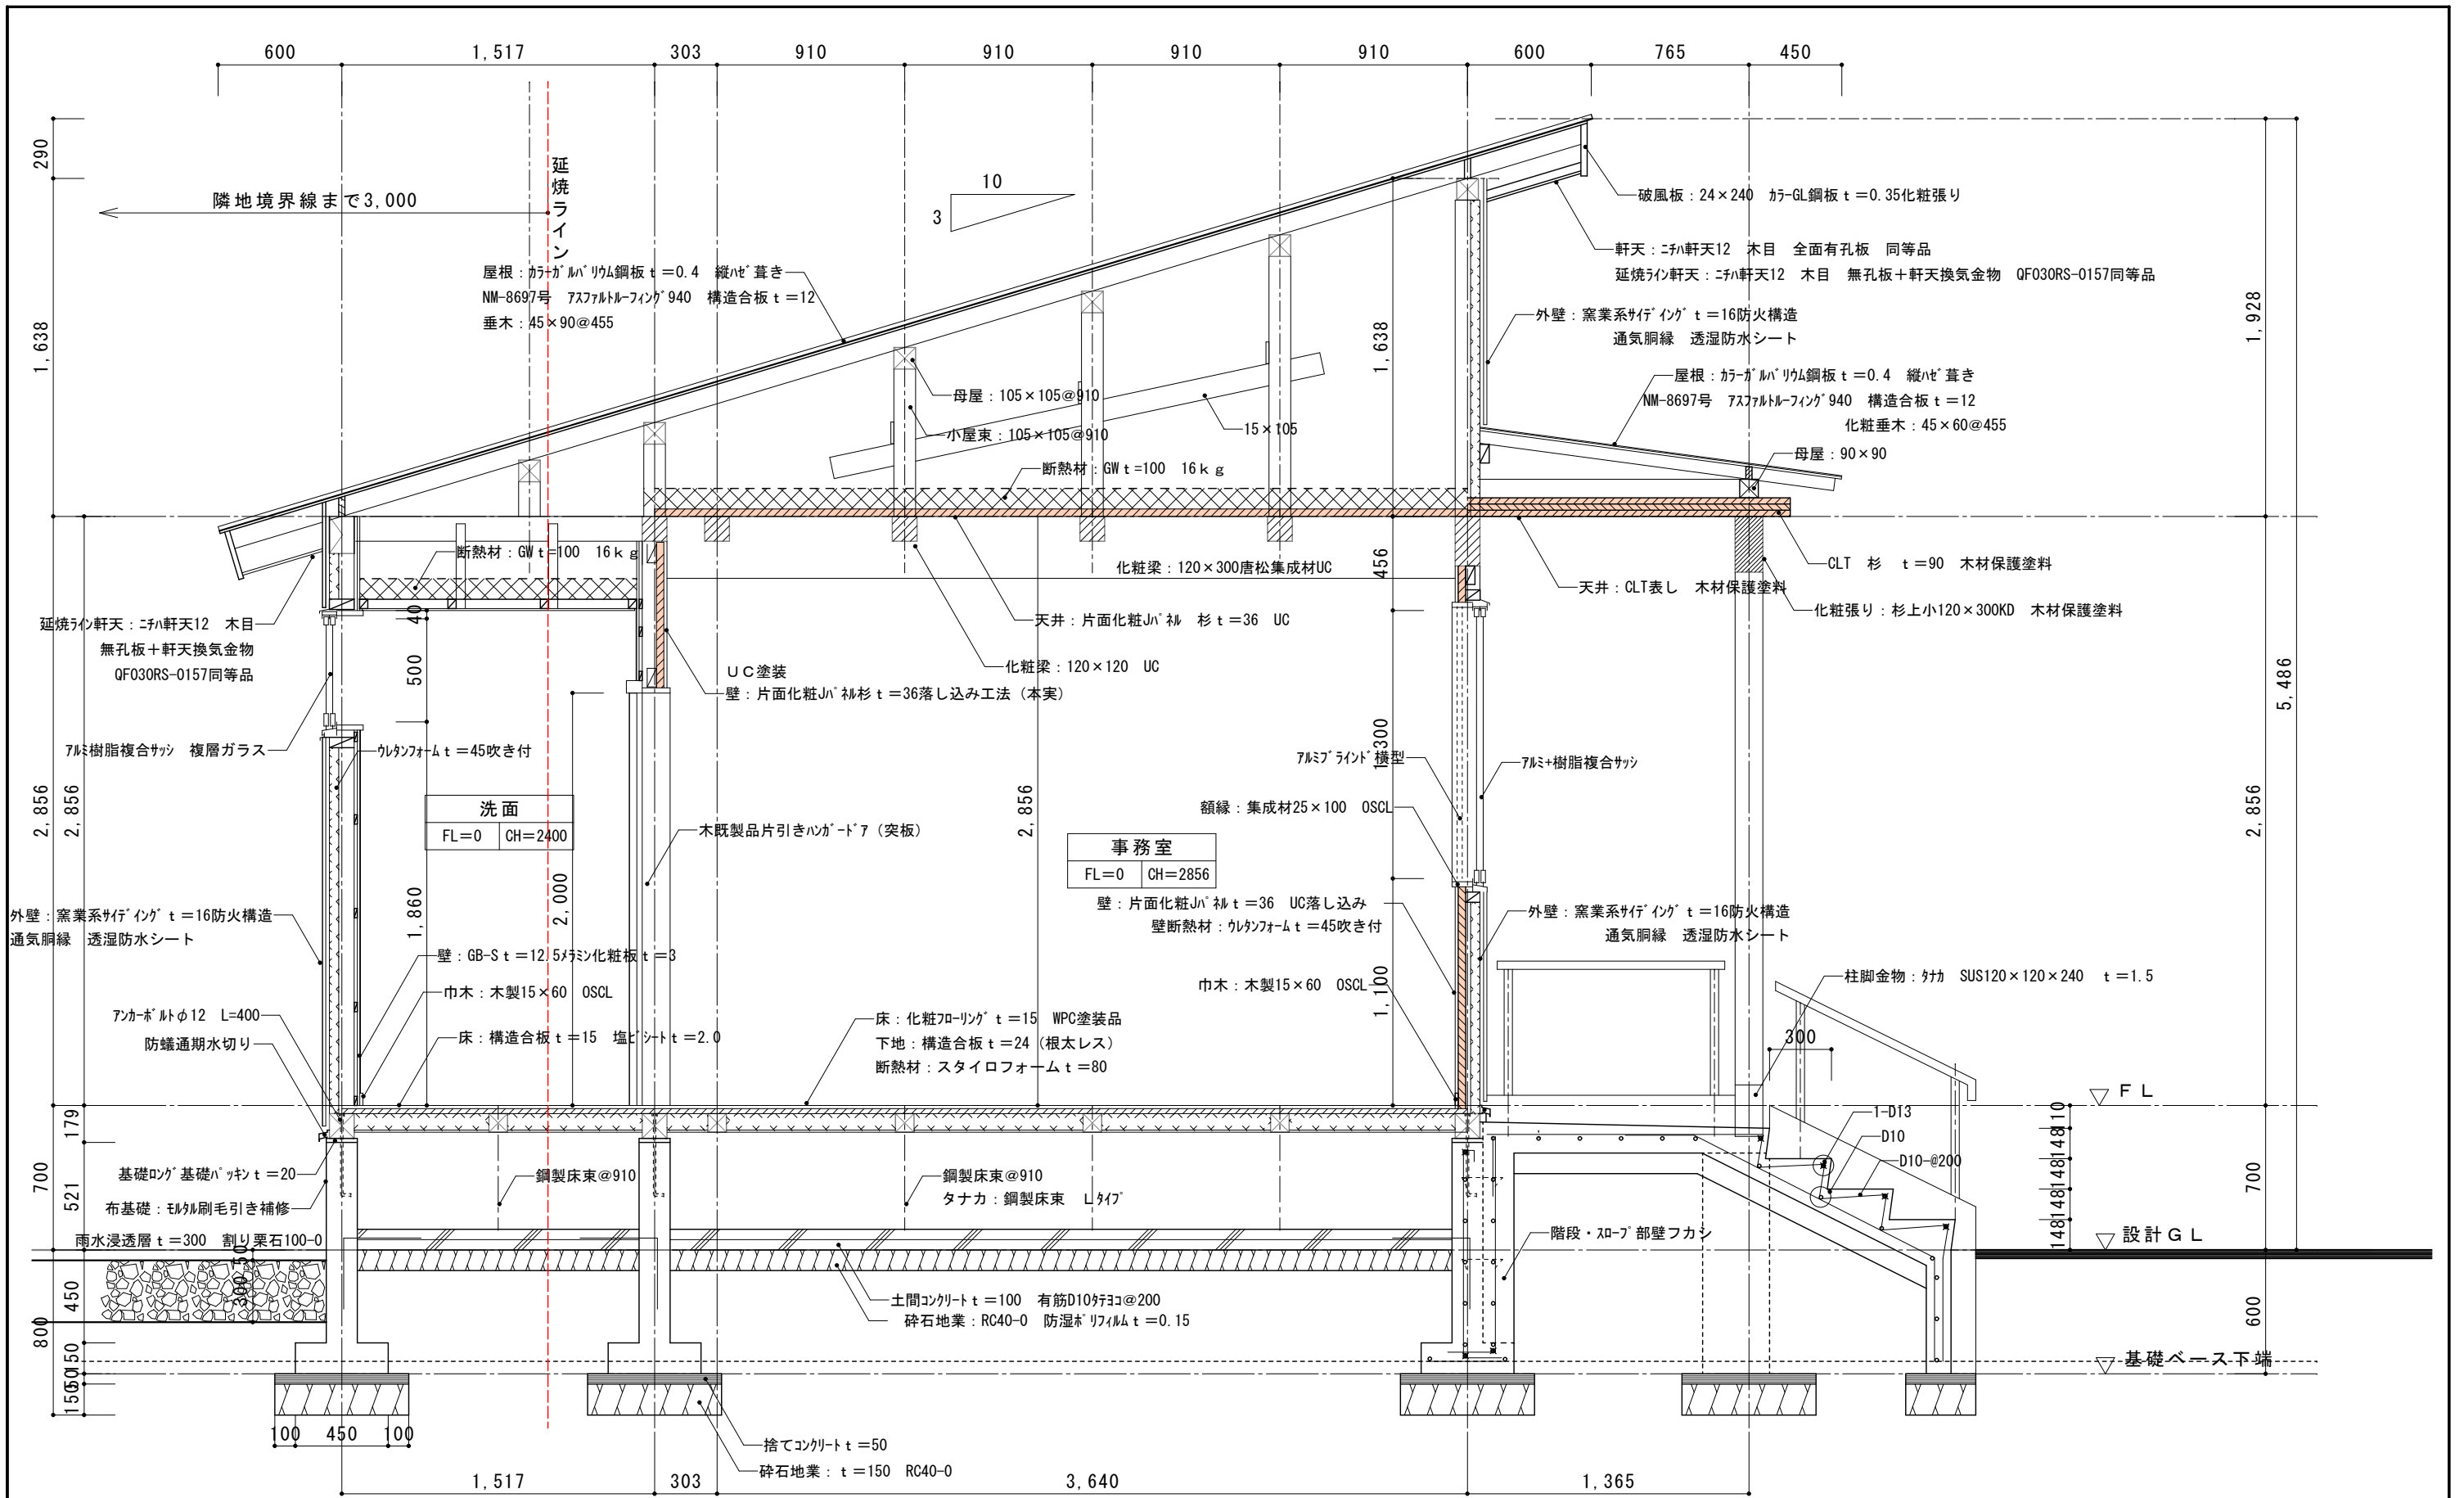 600
1,517
303
910
910
910
910
600
765
450
290
1,638
隣地境界線まで3,000
延焼ライン
10
3
屋根：カラーガルバリウム鋼板ｔ=0.4　縦ハゼ葺き
NM-8697号　アスファルトルーフィング940　構造合板ｔ＝12
垂木：45×90@455
破風板：24×240　カラーGL鋼板ｔ＝0.35化粧張り
軒天：ニチハ軒天12　木目　全面有孔板　同等品
延焼ライン軒天：ニチハ軒天12　木目　無孔板＋軒天換気金物　QF030RS-0157同等品
外壁：窯業系サイディングｔ＝16防火構造
通気胴縁　透湿防水シート
屋根：カラーガルバリウム鋼板ｔ＝0.4　縦ハゼ葺き
NM-8697号　アスファルトルーフィング940　構造合板ｔ＝12
化粧垂木：45×60@455
母屋：90×90
1,638
1,928
母屋：105×105@910
小屋束：105×105@910
15×105
断熱材：GWｔ=100　16ｋｇ
断熱材：GWｔ=100　16ｋｇ
化粧梁：120×300唐松集成材UC
天井：片面化粧Jパネル　杉ｔ＝36　UC
化粧梁：120×120　UC
456
CLT　杉　ｔ＝90　木材保護塗料
天井：CLT表し　木材保護塗料
化粧張り：杉上小120×300KD　木材保護塗料
延焼ライン軒天：ニチハ軒天12　木目
無孔板＋軒天換気金物
QF030RS-0157同等品
40
500
ＵＣ塗装
壁：片面化粧Jパネル杉ｔ＝36落し込み工法（本実）
5,486
アルミ樹脂複合サッシ　複層ガラス
ウレタンフォームｔ＝45吹き付
アルミブラインド横型
1,300
アルミ+樹脂複合サッシ
額縁：集成材25×100　OSCL
2,856
2,856
洗面
FL=0
CH=2400
木既製品片引きハンガードア（突板）
2,856
事務室
FL=0
CH=2856
2,856
1,860
2,000
壁：片面化粧Jパネルｔ＝36　UC落し込み
壁断熱材：ウレタンフォームｔ＝45吹き付
外壁：窯業系サイディングｔ＝16防火構造
通気胴縁　透湿防水シート
外壁：窯業系サイディングｔ＝16防火構造
通気胴縁　透湿防水シート
壁：GB-Sｔ＝12.5メラミン化粧板ｔ＝3
巾木：木製15×60　OSCL
巾木：木製15×60　OSCL
1,100
柱脚金物：タナカ　SUS120×120×240　ｔ＝1.5
アンカーボルトφ12　L=400
防蟻通期水切り
床：構造合板ｔ＝15　塩ビシートｔ＝2.0
床：化粧フローリングｔ＝15　WPC塗装品
下地：構造合板ｔ＝24（根太レス）
断熱材：スタイロフォームｔ＝80
300
ＦＬ
179
700
521
1-D13
D10
D10-@200
110
148
148
148
148
700
基礎ロング基礎パッキンｔ＝20
布基礎：モルタル刷毛引き補修
鋼製床束@910
鋼製床束@910
タナカ：鋼製床束　Ｌタイプ
階段・スロープ部壁フカシ
設計ＧＬ
雨水浸透層ｔ＝300　割り栗石100-0
50
300
450
800
150
50
150
土間コンクリートｔ＝100　有筋D10タテヨコ@200
砕石地業：RC40-0　防湿ポリフィルムｔ＝0.15
600
基礎ベース下端
100
450
100
捨てコンクリートｔ＝50
砕石地業：ｔ＝150　RC40-0
1,517
303
3,640
1,365